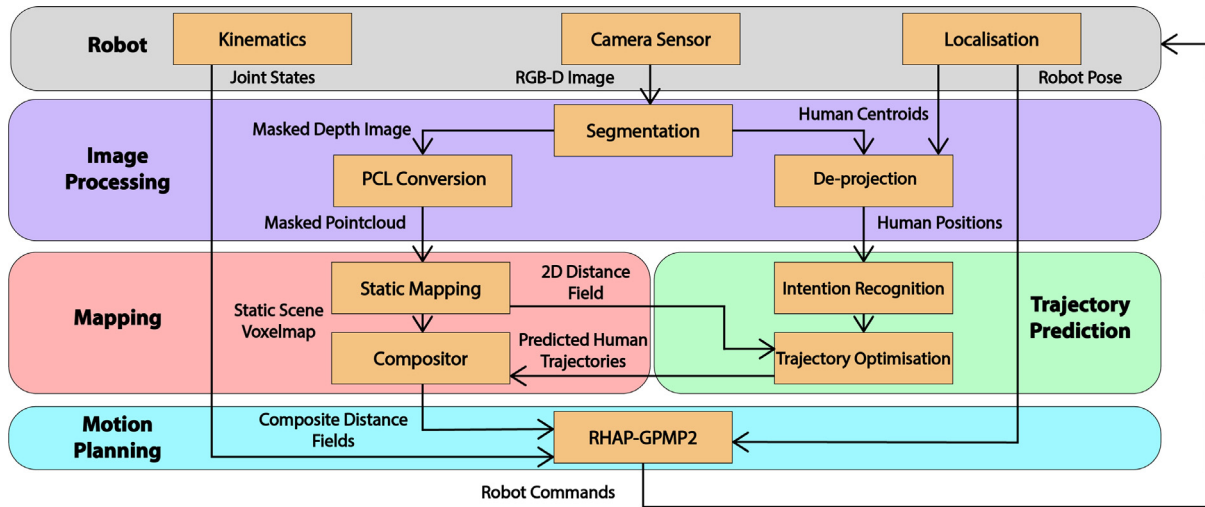 Robot
Kinematics
Camera Sensor
Localisation
Joint States
RGB-D Image
Robot Pose
Image
Processing
Masked Depth Image
Segmentation
Human Centroids
PCL Conversion
De-projection
Masked Pointcloud
Human Positions
Mapping
Static Mapping
2D Distance
Field
Static Scene
Voxelmap
Compositor
Predicted Human
Trajectories
Intention Recognition
Trajectory Optimisation
Trajectory
Prediction
Motion
Planning
Composite Distance
Fields
RHAP-GPMP2
Robot Commands